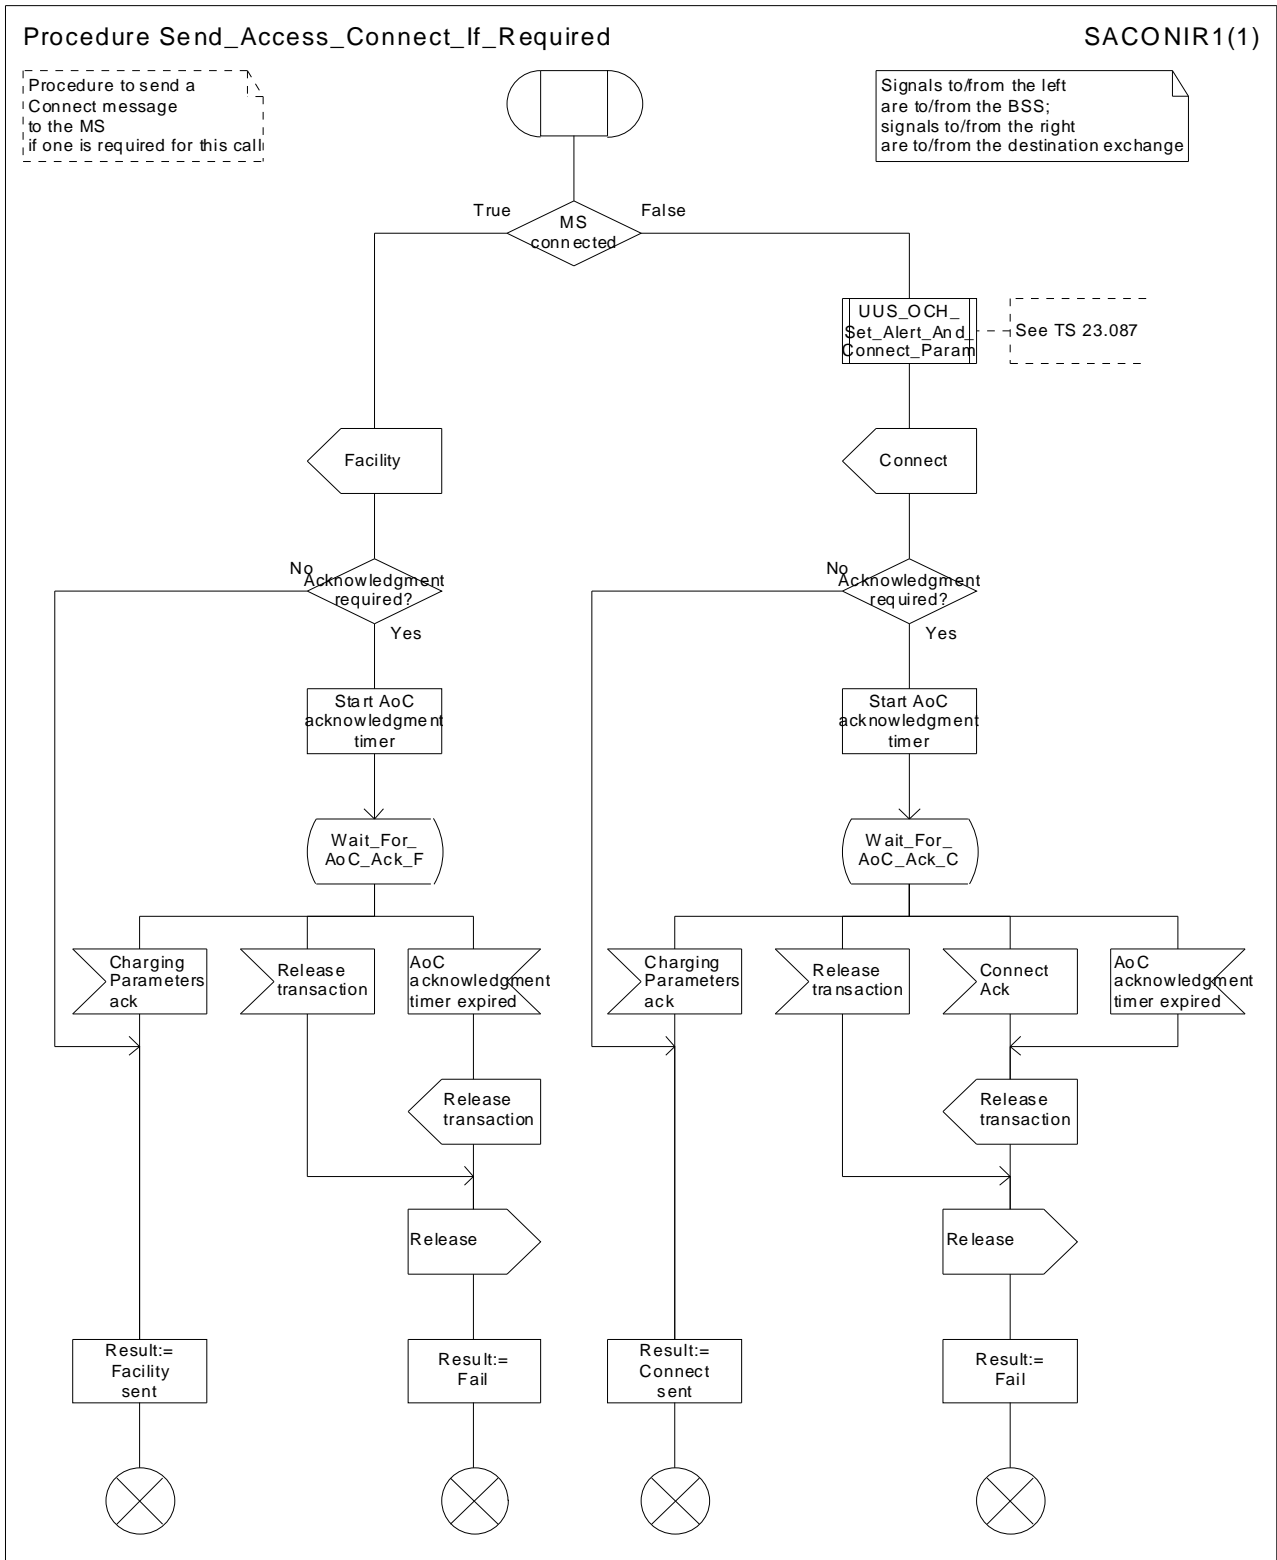 Procedure Send_Access_Connect_If_Required
SACONIR1(1)
Procedure to send a
Connect message
to the MS
if one is required for this call
Signals to/from the left
are to/from the BSS;
signals to/from the right
are to/from the destination exchange
True
MS
connected
False
UUS_OCH_
Set_Alert_And_
Connect_Param
See TS 23.087
Facility
Connect
No
Acknowledgment
required?
Yes
No
Acknowledgment
required?
Yes
Start AoC
acknowledgment
timer
Start AoC
acknowledgment
timer
Wait_For_
AoC_Ack_F
Wait_For_
AoC_Ack_C
Charging
Parameters
ack
Release
transaction
AoC
acknowledgment
timer expired
Charging
Parameters
ack
Release
transaction
Connect
Ack
AoC
acknowledgment
timer expired
Release
transaction
Release
transaction
Release
Release
Result:=
Facility
sent
Result:=
Fail
Result:=
Connect
sent
Result:=
Fail